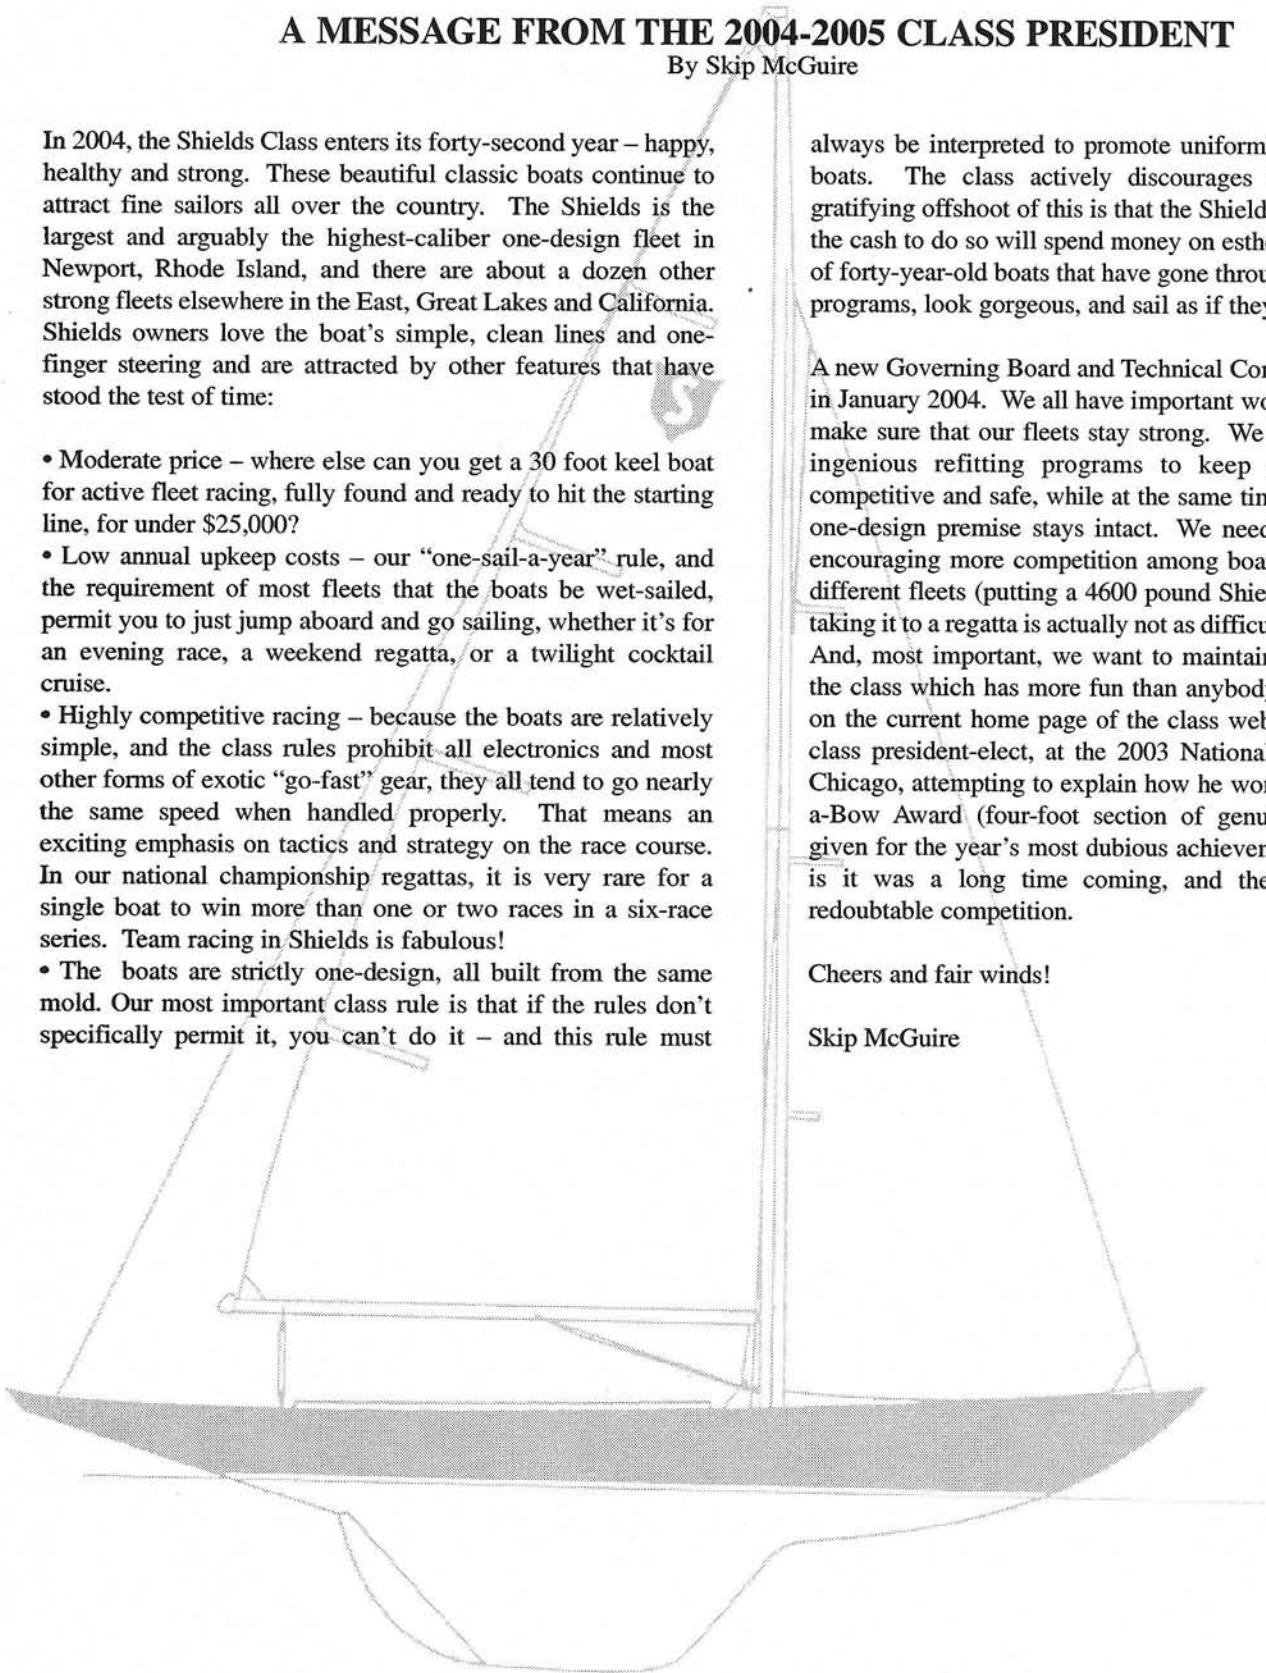 A MESSAGE FROM THE 2004-2005 CLASS PRESIDENT
By Skip McGuire
In 2004, the Shields Class enters its forty-second year – happy,
healthy and strong. These beautiful classic boats continue to
attract fine sailors all over the country. The Shields is the
largest and arguably the highest-caliber one-design fleet in
Newport, Rhode Island, and there are about a dozen other
strong fleets elsewhere in the East, Great Lakes and California.
Shields owners love the boat's simple, clean lines and one-
finger steering and are attracted by other features that have
stood the test of time:
• Moderate price – where else can you get a 30 foot keel boat
for active fleet racing, fully found and ready to hit the starting
line, for under $25,000?
• Low annual upkeep costs – our "one-sail-a-year" rule, and
the requirement of most fleets that the boats be wet-sailed,
permit you to just jump aboard and go sailing, whether it's for
an evening race, a weekend regatta, or a twilight cocktail
cruise.
• Highly competitive racing – because the boats are relatively
simple, and the class rules prohibit all electronics and most
other forms of exotic "go-fast" gear, they all tend to go nearly
the same speed when handled properly. That means an
exciting emphasis on tactics and strategy on the race course.
In our national championship regattas, it is very rare for a
single boat to win more than one or two races in a six-race
series. Team racing in Shields is fabulous!
• The boats are strictly one-design, all built from the same
mold. Our most important class rule is that if the rules don't
specifically permit it, you can't do it – and this rule must
always be interpreted to promote uniform
boats. The class actively discourages
gratifying offshoot of this is that the Shield
the cash to do so will spend money on esth
of forty-year-old boats that have gone throu
programs, look gorgeous, and sail as if they
A new Governing Board and Technical Cor
in January 2004. We all have important wo
make sure that our fleets stay strong. We
ingenious refitting programs to keep
competitive and safe, while at the same tin
one-design premise stays intact. We need
encouraging more competition among boa
different fleets (putting a 4600 pound Shie
taking it to a regatta is actually not as difficu
And, most important, we want to maintain
the class which has more fun than anybody
on the current home page of the class web
class president-elect, at the 2003 National
Chicago, attempting to explain how he won
a-Bow Award (four-foot section of genu
given for the year's most dubious achiever
is it was a long time coming, and the
redoubtable competition.
Cheers and fair winds!
Skip McGuire
S